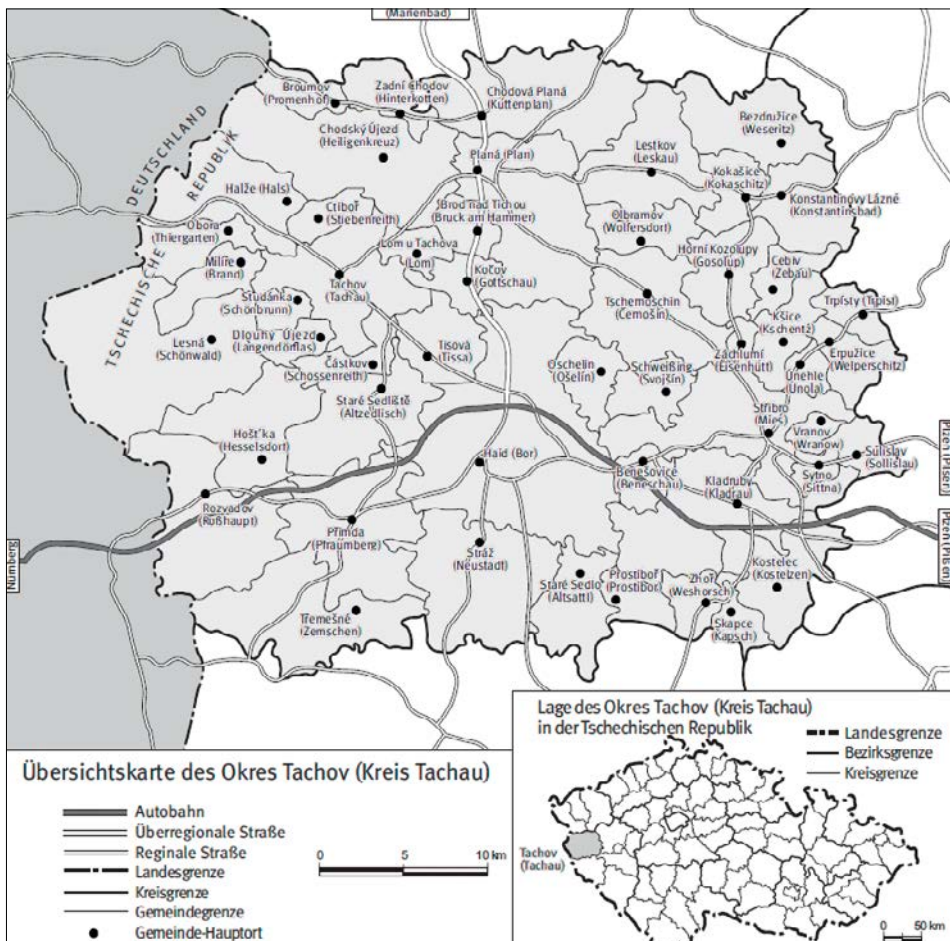 (Marienbad)
DEUTSCHLAND
TSCHECHISCHE REPUBLIK
Broumov
(Promenhof)
Zadní Chodov
(Hinterkotten)
Chodová Planá
(Kuttenplan)
Bezdružice
(Weseritz)
Chodský Újezd
(Heiligenkreuz)
Planá (Plan)
Lestkov
(Leskau)
Kokašice
(Kokaschitz)
Konstantinovy Lázně
(Konstantinsbad)
Halže (Hals)
Ctiboř
(Stiebenreith)
Brod nad Tichou
(Bruck am Hammer)
Olbramov
(Wolfersdorf)
Obora
(Thiergarten)
Lom u Tachova
(Lom)
Horní Kozolupy
(Gosolup)
Cebiv
(Zebau)
Milíře
(Brand)
Tachov
(Tachau)
Kočov
(Gottschau)
Tschernoschin
(Černošín)
Trpísty (Trpist)
Studánka
(Schönbrunn)
Kšice
(Kschentz)
Lesná
(Schönwald)
Dlouhý Újezd
(Langendörflas)
Tisová
(Tissa)
Záchlumí
(Eisenhütt)
Erpužice
(Welperschitz)
Částkov
(Schossenreith)
Oschelin
(Ošelín)
Schweißing
(Svojšín)
Únehle
(Unola)
Staré Sedliště
(Altzedlisch)
Stříbro
(Mies)
Vranov
(Wranow)
Hošt'ka
(Hesselsdorf)
Haid (Bor)
Benešovice
(Beneschau)
Sulislav
(Sollislau)
Sytno
(Sittna)
Kladruby
(Kladrau)
Rozvadov
(Roßhaupt)
Přimda
(Pfraumberg)
Stráž
(Neustadt)
Nürnberg
Plzeň (Pilsen)
Plzeň (Pilsen)
Staré Sedlo
(Altsattl)
Prostiboř
(Prostibor)
Zhoř
(Weshorsch)
Kostelec
(Kostelzen)
Třemešné
(Zemschen)
Skapce
(Kapsch)
Übersichtskarte des Okres Tachov (Kreis Tachau)
Autobahn
Überregionale Straße
Reginale Straße
Landesgrenze
Kreisgrenze
Gemeindegrenze
Gemeinde-Hauptort
0 5 10 km
Lage des Okres Tachov (Kreis Tachau)
in der Tschechischen Republik
Landesgrenze
Bezirksgrenze
Kreisgrenze
Tachov
(Tachau)
0 50 km